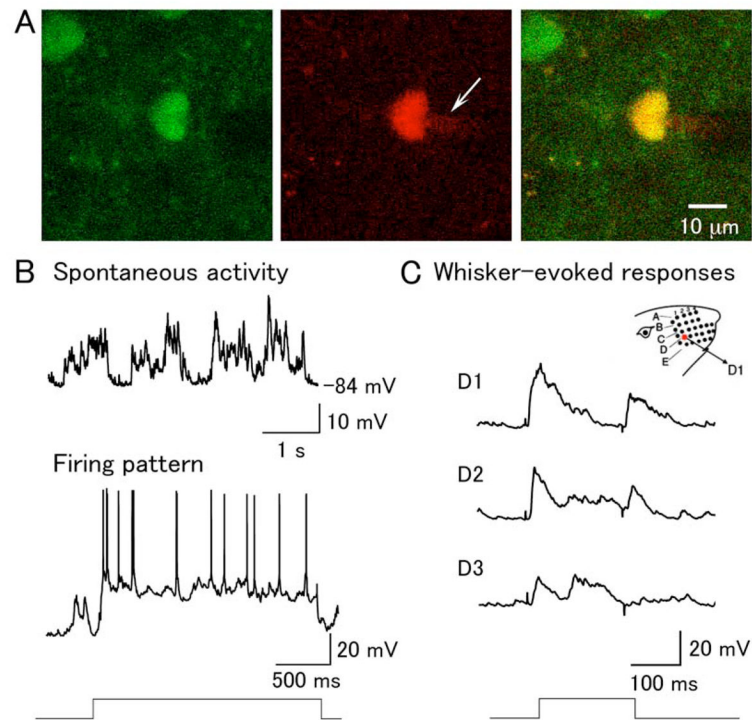 A
10 μm
B Spontaneous activity
−84 mV
10 mV
1 s
Firing pattern
20 mV
500 ms
C Whisker-evoked responses
A
B
C
D
E
D1
D1
D2
D3
20 mV
100 ms